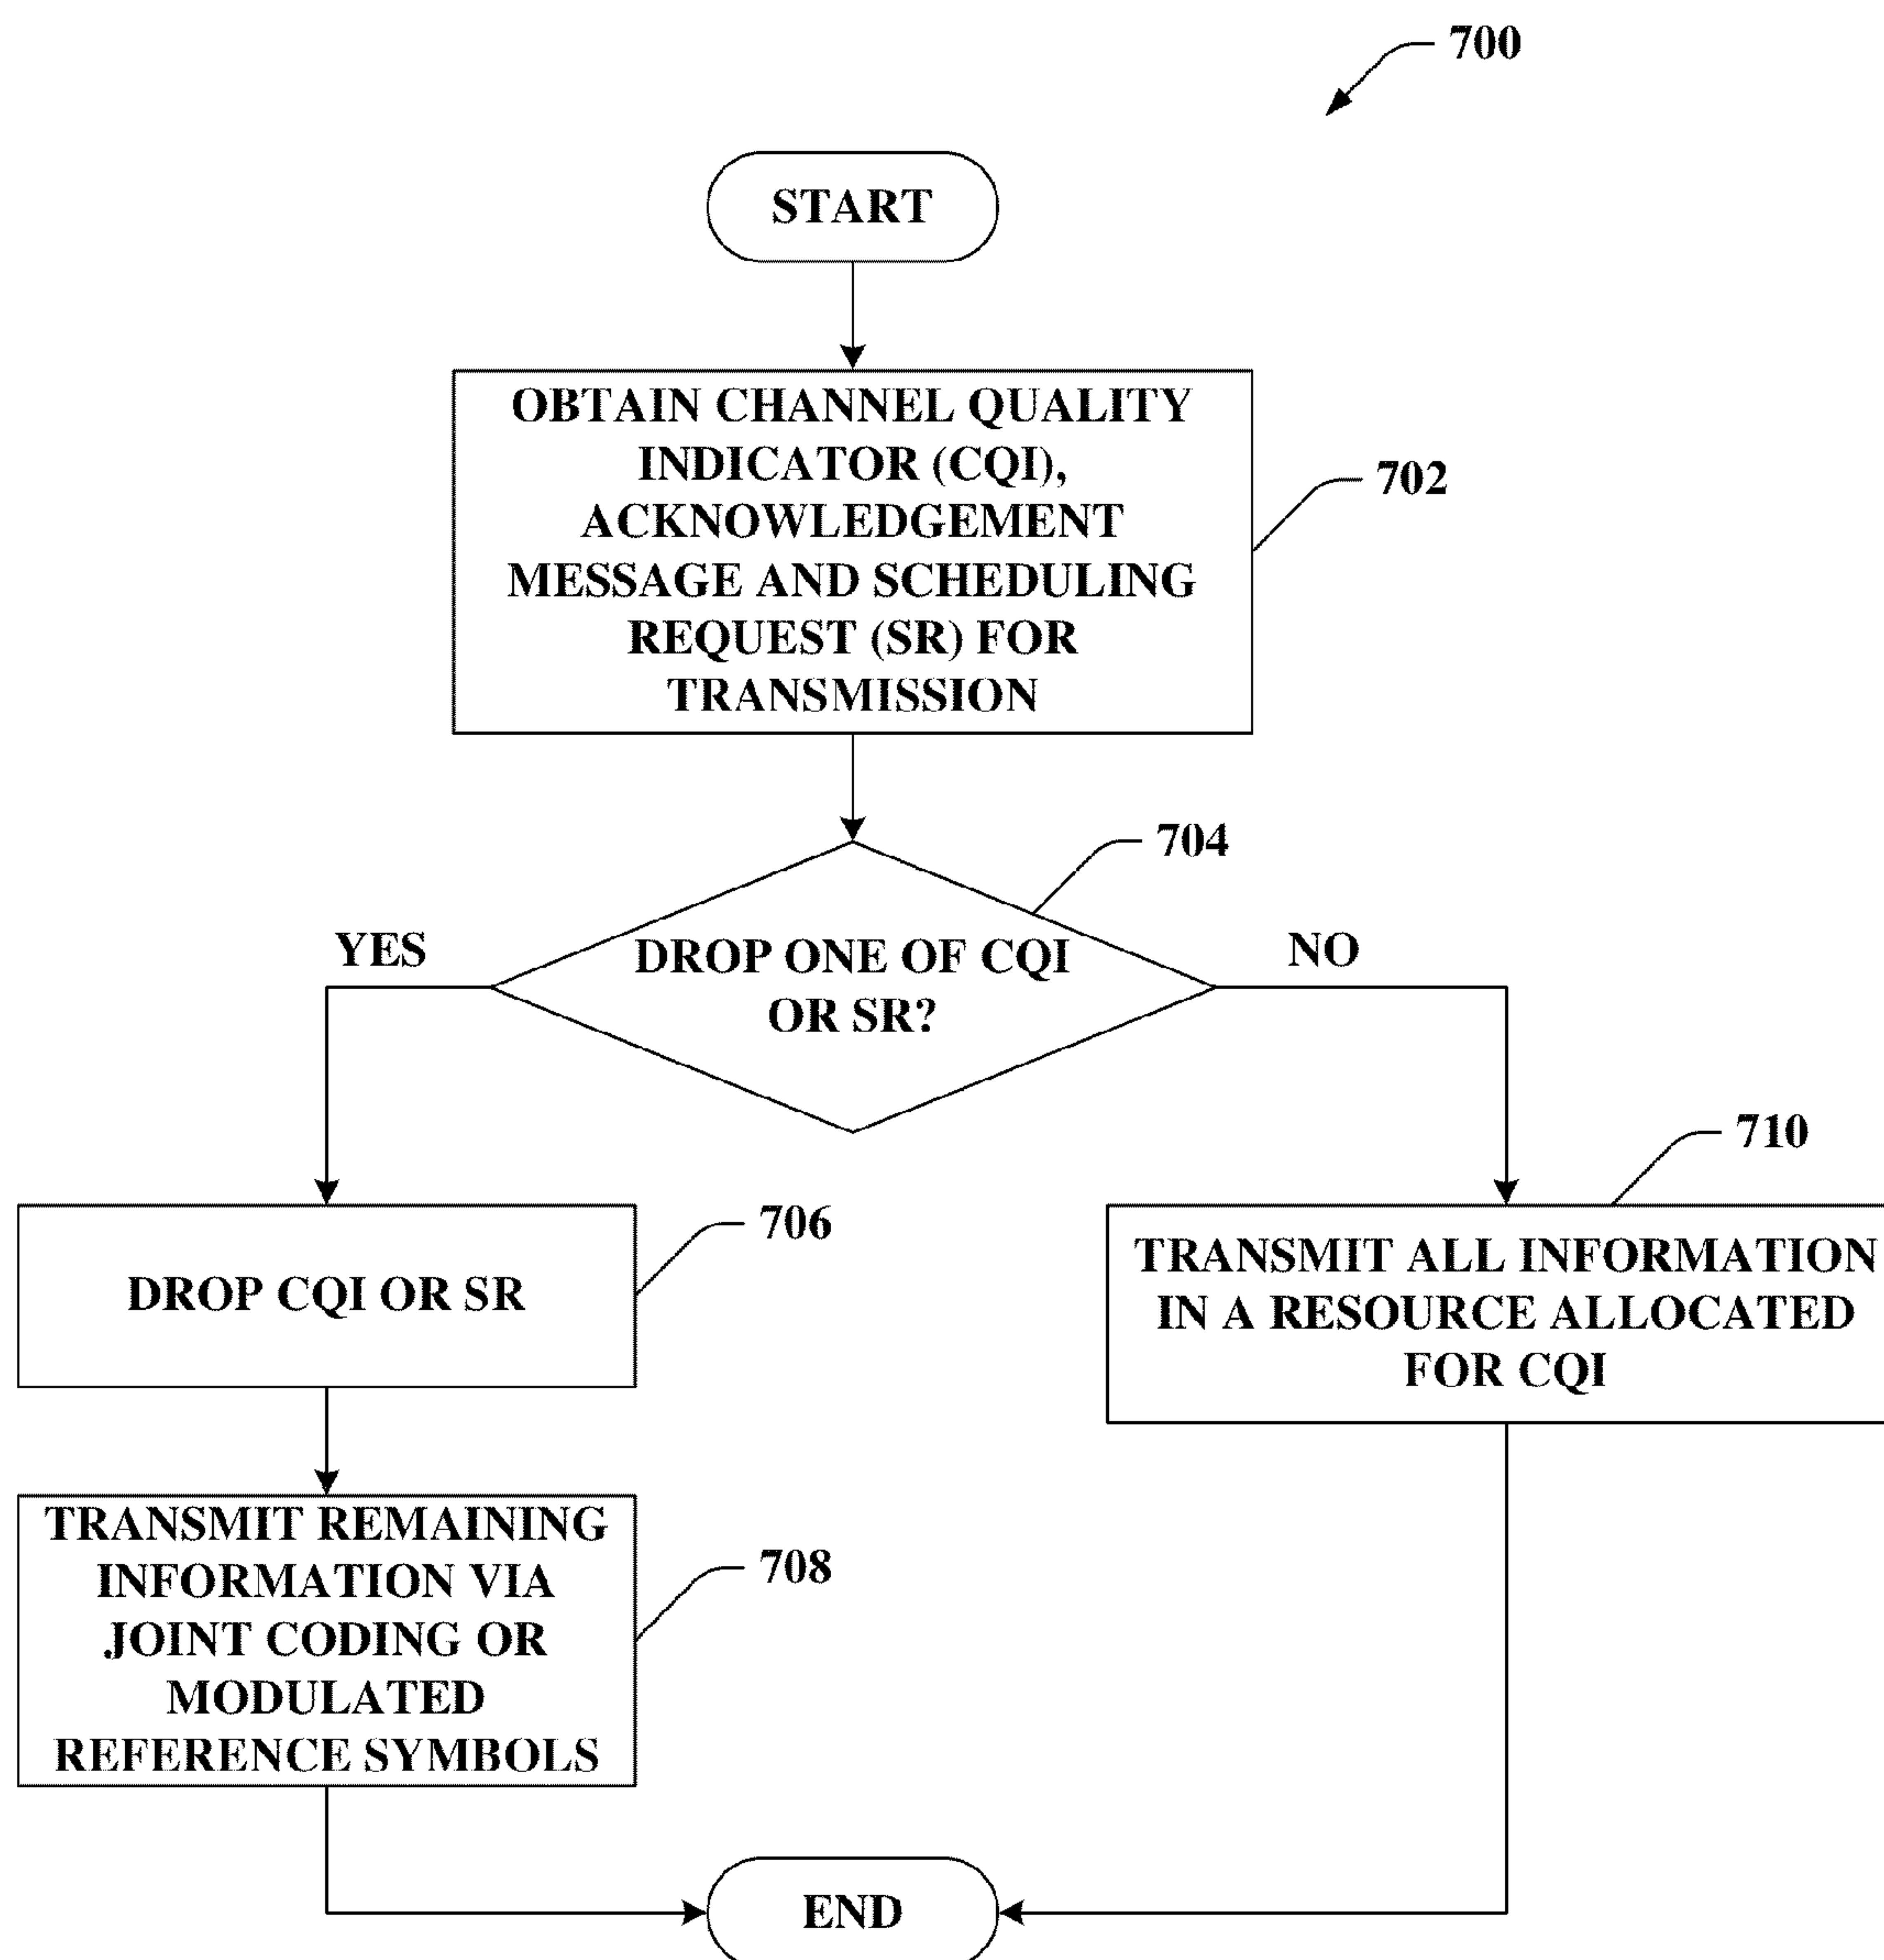 700
START
OBTAIN CHANNEL QUALITY
INDICATOR (CQI),
ACKNOWLEDGEMENT
MESSAGE AND SCHEDULING
REQUEST (SR) FOR
TRANSMISSION
702
704
DROP ONE OF CQI
OR SR?
YES
NO
706
DROP CQI OR SR
710
TRANSMIT ALL INFORMATION
IN A RESOURCE ALLOCATED
FOR CQI
TRANSMIT REMAINING
INFORMATION VIA
JOINT CODING OR
MODULATED
REFERENCE SYMBOLS
708
END